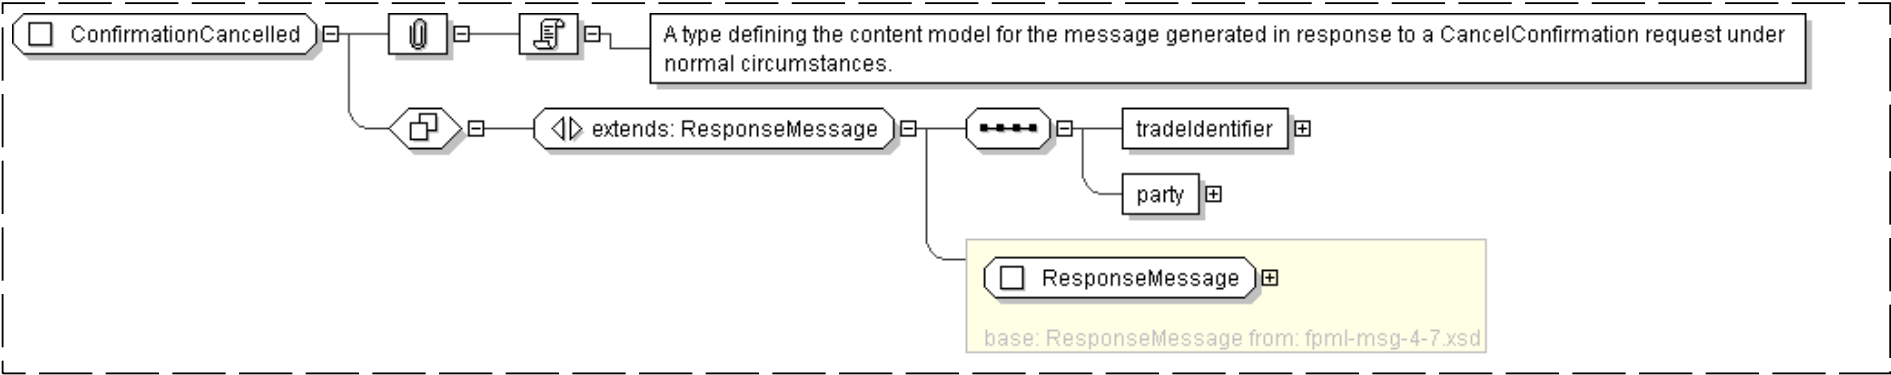 ConfirmationCancelled
A type defining the content model for the message generated in response to a CancelConfirmation request under
normal circumstances.
extends: ResponseMessage
tradeIdentifier
party
ResponseMessage
base: ResponseMessage from: fpml-msg-4-7.xsd